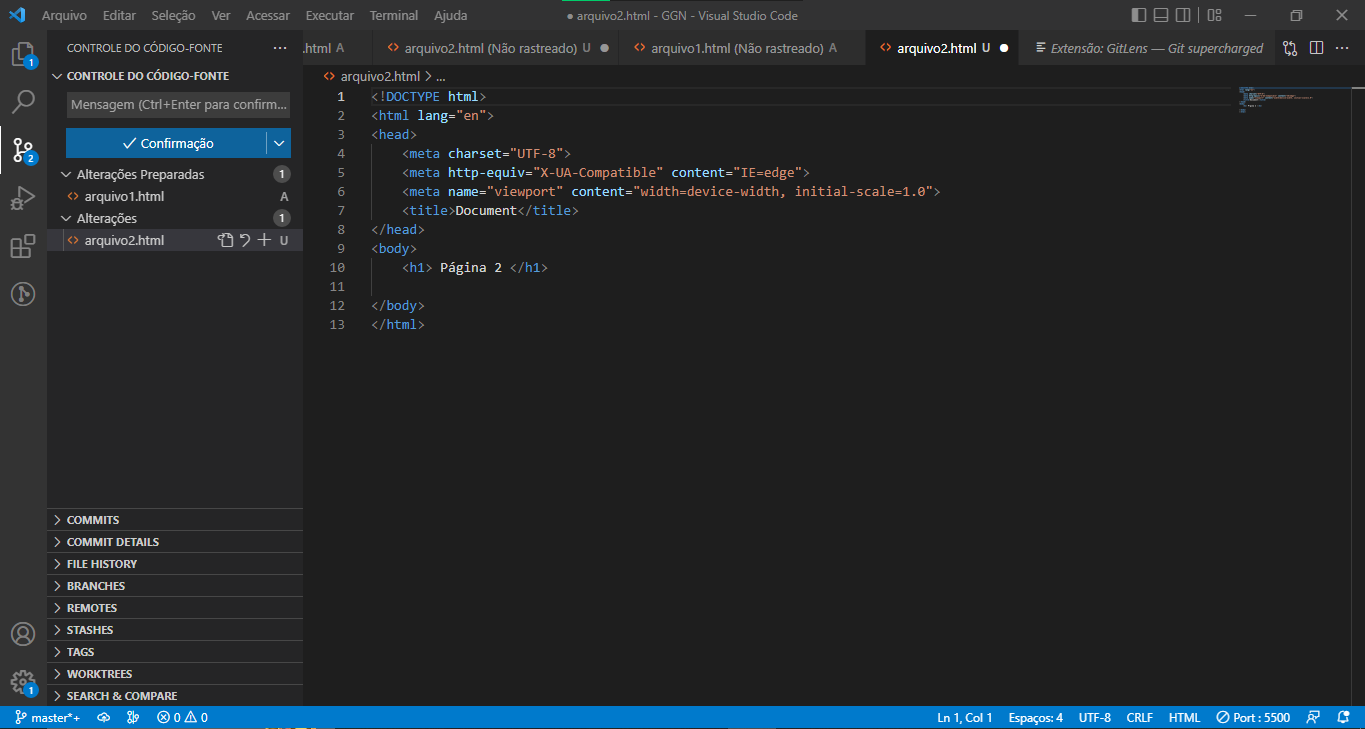 Arquivo Editar Seleção Ver Acessar Executar Terminal Ajuda
● arquivo2.html - GGN - Visual Studio Code
CONTROLE DO CÓDIGO-FONTE ···
.html A
<> arquivo2.html (Não rastreado) U ●
<> arquivo1.html (Não rastreado) A
<> arquivo2.html U ●
Extensão: GitLens — Git supercharged
1
CONTROLE DO CÓDIGO-FONTE
Mensagem (Ctrl+Enter para confirm...
Confirmação
2
Alterações Preparadas 1
<> arquivo1.html A
Alterações 1
<> arquivo2.html U
<> arquivo2.html > ...
1 <!DOCTYPE html>
2 <html lang="en">
3 <head>
4 <meta charset="UTF-8">
5 <meta http-equiv="X-UA-Compatible" content="IE=edge">
6 <meta name="viewport" content="width=device-width, initial-scale=1.0">
7 <title>Document</title>
8 </head>
9 <body>
10 <h1> Página 2 </h1>
11
12 </body>
13 </html>
COMMITS
COMMIT DETAILS
FILE HISTORY
BRANCHES
REMOTES
STASHES
TAGS
WORKTREES
SEARCH & COMPARE
1
master*+ 0 0 Ln 1, Col 1 Espaços: 4 UTF-8 CRLF HTML Port : 5500